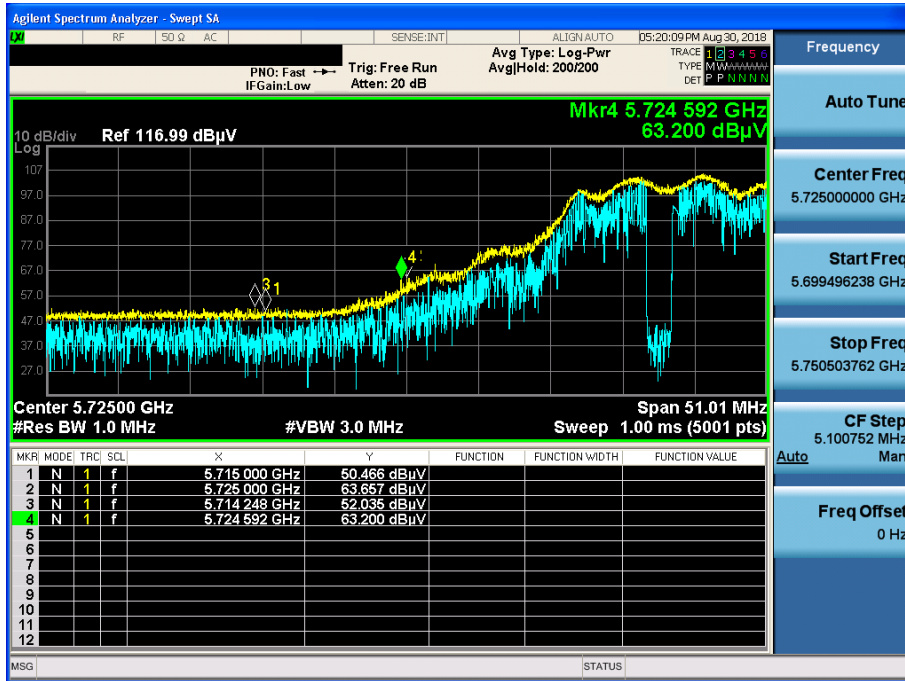 Agilent Spectrum Analyzer - Swept SA
LXI RF 50 Ω AC SENSE:INT ALIGN AUTO 05:20:09 PM Aug 30, 2018
PNO: Fast Trig: Free Run Avg Type: Log-Pwr TRACE 1 2 3 4 5 6
IFGain:Low Atten: 20 dB Avg|Hold: 200/200 TYPE M W
DET P P N N N N
Mkr4 5.724 592 GHz
63.200 dBµV
10 dB/div Ref 116.99 dBµV
Log
107
97.0
87.0
77.0
67.0
57.0
47.0
37.0
27.0
3 1
4
Center 5.72500 GHz Span 51.01 MHz
#Res BW 1.0 MHz #VBW 3.0 MHz Sweep 1.00 ms (5001 pts)
MKR MODE TRC SCL X Y FUNCTION FUNCTION WIDTH FUNCTION VALUE
1 N 1 f 5.715 000 GHz 50.466 dBµV
2 N 1 f 5.725 000 GHz 63.657 dBµV
3 N 1 f 5.714 248 GHz 52.035 dBµV
4 N 1 f 5.724 592 GHz 63.200 dBµV
5
6
7
8
9
10
11
12
MSG STATUS
Frequency
Auto Tune
Center Freq
5.725000000 GHz
Start Freq
5.699496238 GHz
Stop Freq
5.750503762 GHz
CF Step
5.100752 MHz
Auto Man
Freq Offset
0 Hz